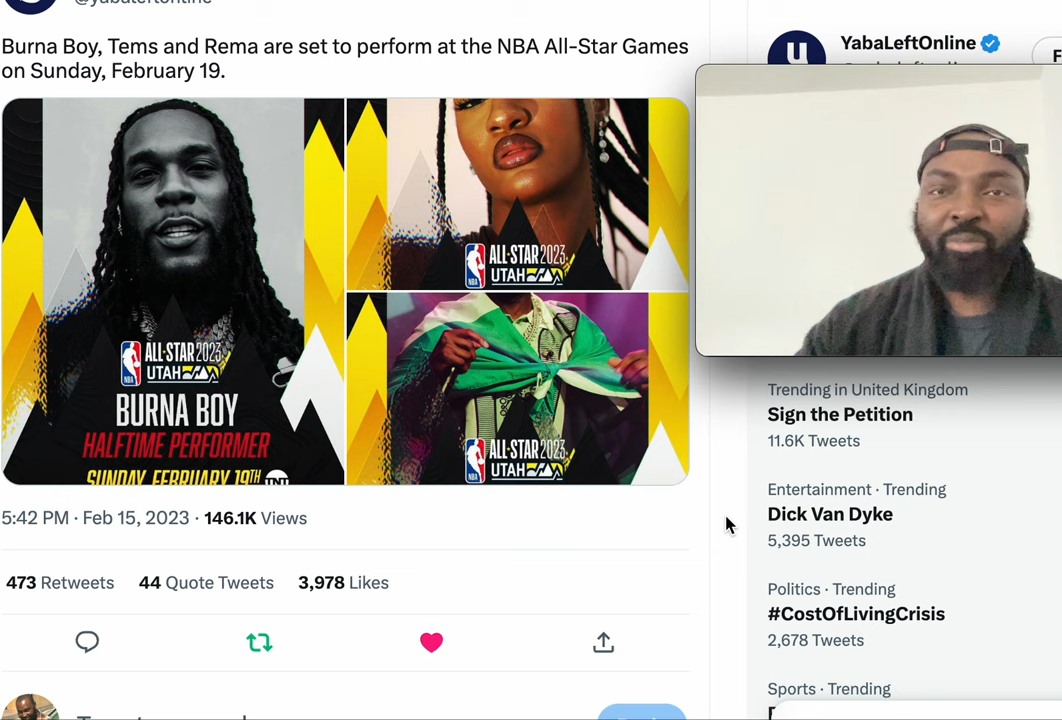 @yabaleftonline
Burna Boy, Tems and Rema are set to perform at the NBA All-Star Games
on Sunday, February 19.
ALL-STAR 2023
UTAH
NBA
BURNA BOY
HALFTIME PERFORMER
SUNDAY, FEBRUARY 19TH
TNT
ALL-STAR 2023
UTAH
NBA
ALL-STAR 2023
UTAH
NBA
5:42 PM · Feb 15, 2023 · 146.1K Views
473 Retweets 44 Quote Tweets 3,978 Likes
u
YabaLeftOnline
Trending in United Kingdom
Sign the Petition
11.6K Tweets
Entertainment · Trending
Dick Van Dyke
5,395 Tweets
Politics · Trending
#CostOfLivingCrisis
2,678 Tweets
Sports · Trending